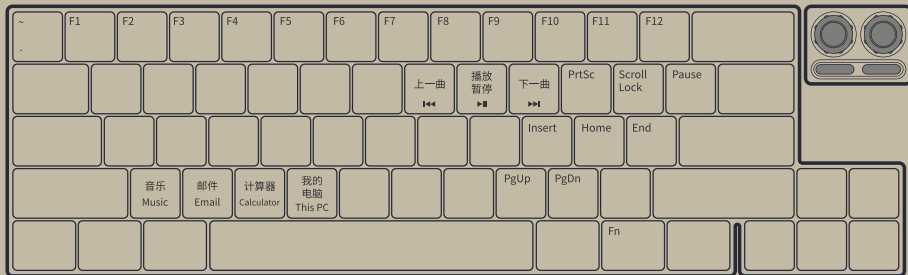 ~ F1 F2 F3 F4 F5 F6 F7 F8 F9 F10 F11 F12
.
上一曲
播放
暂停
下一曲
PrtSc
Scroll
Lock
Pause
Insert Home End
音乐
Music
邮件
Email
计算器
Calculator
我的
电脑
This PC
PgUp PgDn
Fn